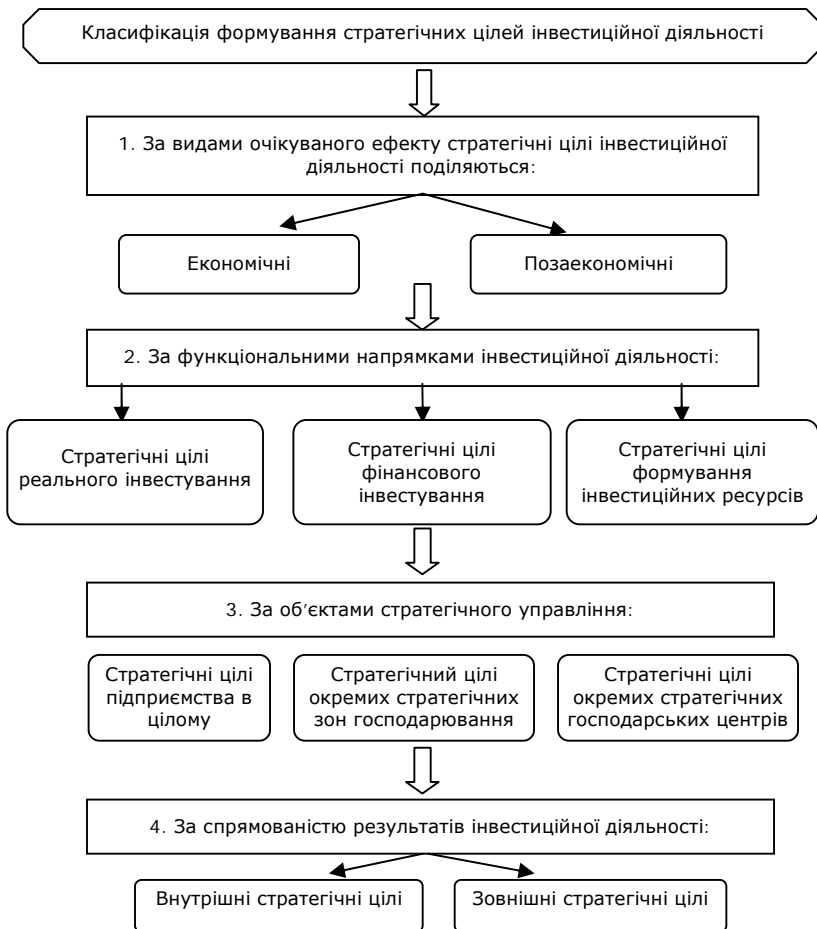 Класифікація формування стратегічних цілей інвестиційної діяльності
1. За видами очікуваного ефекту стратегічні цілі інвестиційної
діяльності поділяються:
Економічні
Позаекономічні
2. За функціональними напрямками інвестиційної діяльності:
Стратегічні цілі
реального інвестування
Стратегічні цілі
фінансового
інвестування
Стратегічні цілі
формування
інвестиційних ресурсів
3. За об’єктами стратегічного управління:
Стратегічні цілі
підприємства в
цілому
Стратегічний цілі
окремих стратегічних
зон господарювання
Стратегічні цілі
окремих стратегічних
господарських центрів
4. За спрямованістю результатів інвестиційної діяльності:
Внутрішні стратегічні цілі
Зовнішні стратегічні цілі